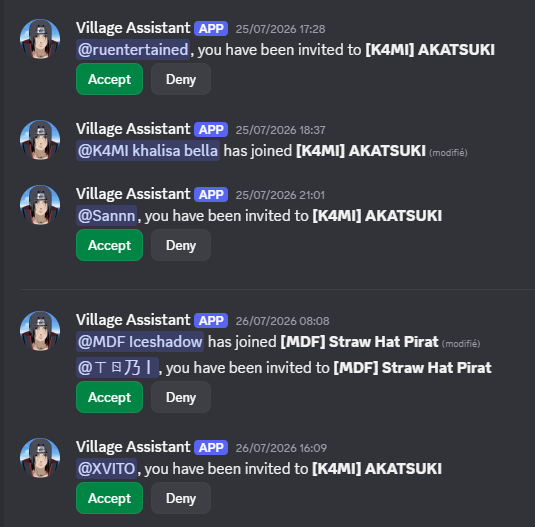 Village Assistant APP 25/07/2026 17:28
@ruentertained, you have been invited to [K4MI] AKATSUKI
Accept Deny
Village Assistant APP 25/07/2026 18:37
@K4MI khalisa bella has joined [K4MI] AKATSUKI (modifié)
Village Assistant APP 25/07/2026 21:01
@Sannn, you have been invited to [K4MI] AKATSUKI
Accept Deny
Village Assistant APP 26/07/2026 08:08
@MDF Iceshadow has joined [MDF] Straw Hat Pirat (modifié)
@ㄒㄖ乃丨, you have been invited to [MDF] Straw Hat Pirat
Accept Deny
Village Assistant APP 26/07/2026 16:09
@XVITO, you have been invited to [K4MI] AKATSUKI
Accept Deny